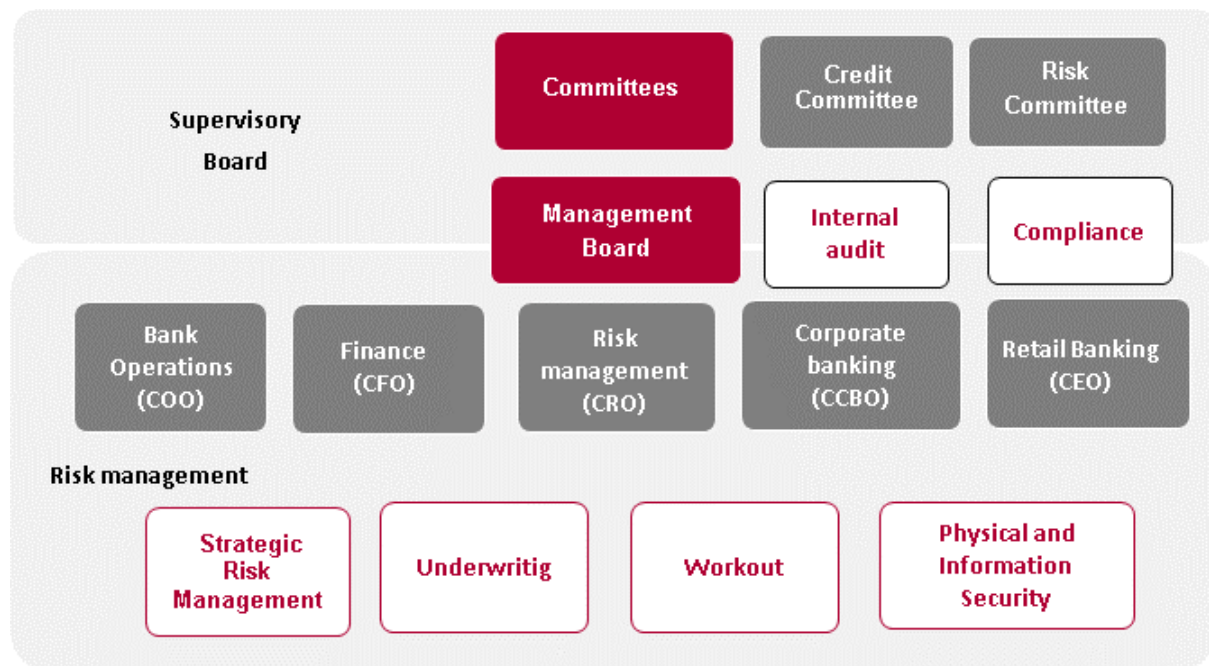 Supervisory
Board
Committees
Credit
Committee
Risk
Committee
Management
Board
Internal
audit
Compliance
Bank
Operations
(COO)
Finance
(CFO)
Risk
management
(CRO)
Corporate
banking
(CCBO)
Retail Banking
(CEO)
Risk management
Strategic
Risk
Management
Underwritig
Workout
Physical and
Information
Security